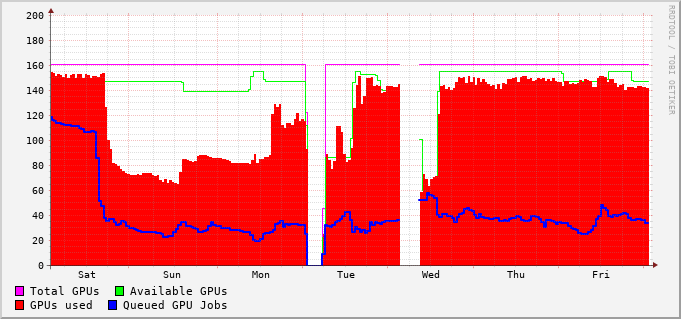 200
180
160
140
120
100
80
60
40
20
0
Sat Sun Mon Tue Wed Thu Fri
Total GPUs Available GPUs
GPUs used Queued GPU Jobs
RRDTOOL / TOBI OETIKER